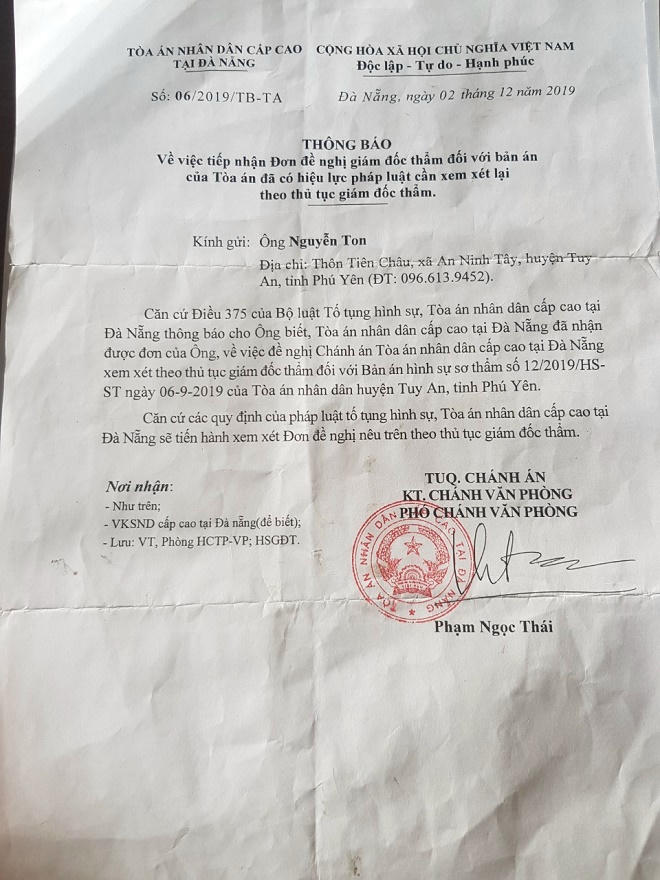 TÒA ÁN NHÂN DÂN CẤP CAO
TẠI ĐÀ NẴNG
CỘNG HÒA XÃ HỘI CHỦ NGHĨA VIỆT NAM
Độc lập - Tự do - Hạnh phúc
Số: 06/2019/TB-TA
Đà Nẵng, ngày 02 tháng 12 năm 2019
THÔNG BÁO
Về việc tiếp nhận Đơn đề nghị giám đốc thẩm đối với bản án
của Tòa án đã có hiệu lực pháp luật cần xem xét lại
theo thủ tục giám đốc thẩm.
Kính gửi: Ông Nguyễn Ton
Địa chỉ: Thôn Tiên Châu, xã An Ninh Tây, huyện Tuy
An, tỉnh Phú Yên (ĐT: 096.613.9452).
Căn cứ Điều 375 của Bộ luật Tố tụng hình sự, Tòa án nhân dân cấp cao tại
Đà Nẵng thông báo cho Ông biết, Tòa án nhân dân cấp cao tại Đà Nẵng đã nhận
được đơn của Ông, về việc đề nghị Chánh án Tòa án nhân dân cấp cao tại Đà Nẵng
xem xét theo thủ tục giám đốc thẩm đối với Bản án hình sự sơ thẩm số 12/2019/HS-
ST ngày 06-9-2019 của Tòa án nhân dân huyện Tuy An, tỉnh Phú Yên.
Căn cứ các quy định của pháp luật tố tụng hình sự, Tòa án nhân dân cấp cao tại
Đà Nẵng sẽ tiến hành xem xét Đơn đề nghị nêu trên theo thủ tục giám đốc thẩm.
Nơi nhận:
- Như trên;
- VKSND cấp cao tại Đà nẵng(để biết);
- Lưu: VT, Phòng HCTP-VP; HSGĐT.
TUQ. CHÁNH ÁN
KT. CHÁNH VĂN PHÒNG
PHÓ CHÁNH VĂN PHÒNG
TÒA ÁN NHÂN DÂN CẤP CAO TẠI ĐÀ NẴNG
Phạm Ngọc Thái